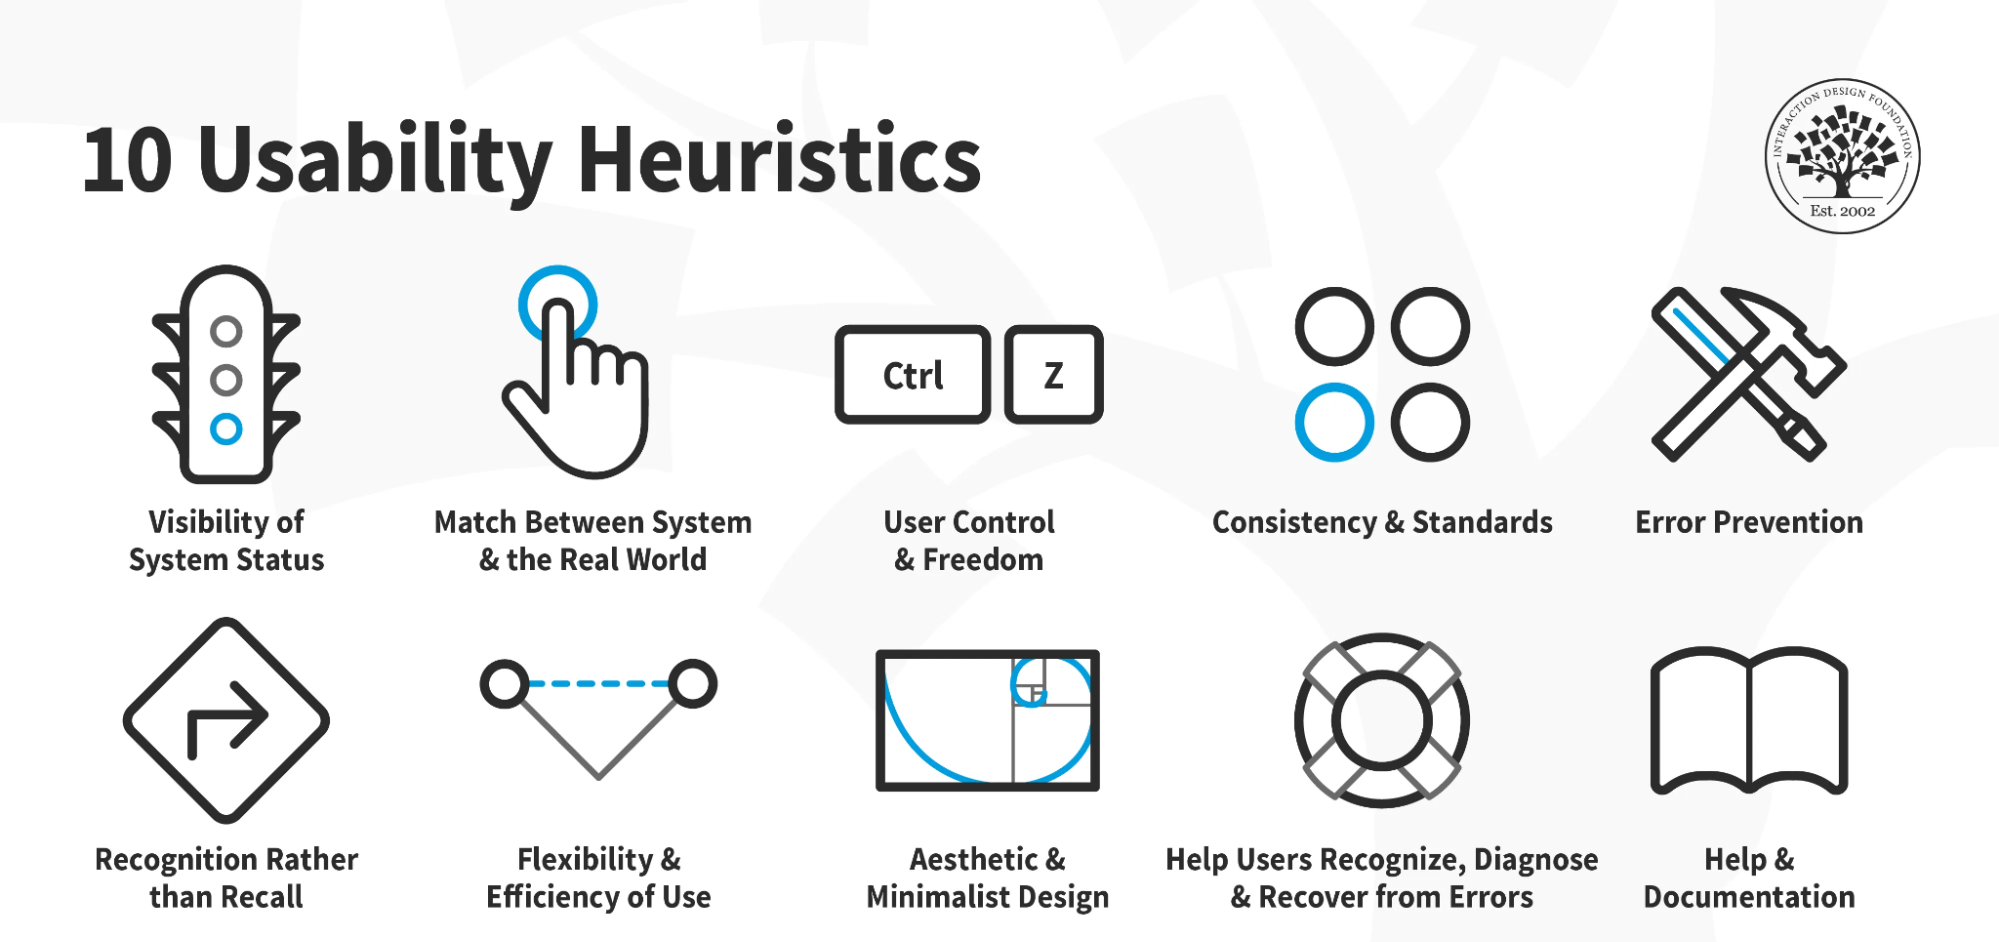 10 Usability Heuristics
INTERACTION DESIGN FOUNDATION
Est. 2002
Ctrl
Z
Visibility of
System Status
Match Between System
& the Real World
User Control
& Freedom
Consistency & Standards
Error Prevention
Recognition Rather
than Recall
Flexibility &
Efficiency of Use
Aesthetic &
Minimalist Design
Help Users Recognize, Diagnose
& Recover from Errors
Help &
Documentation